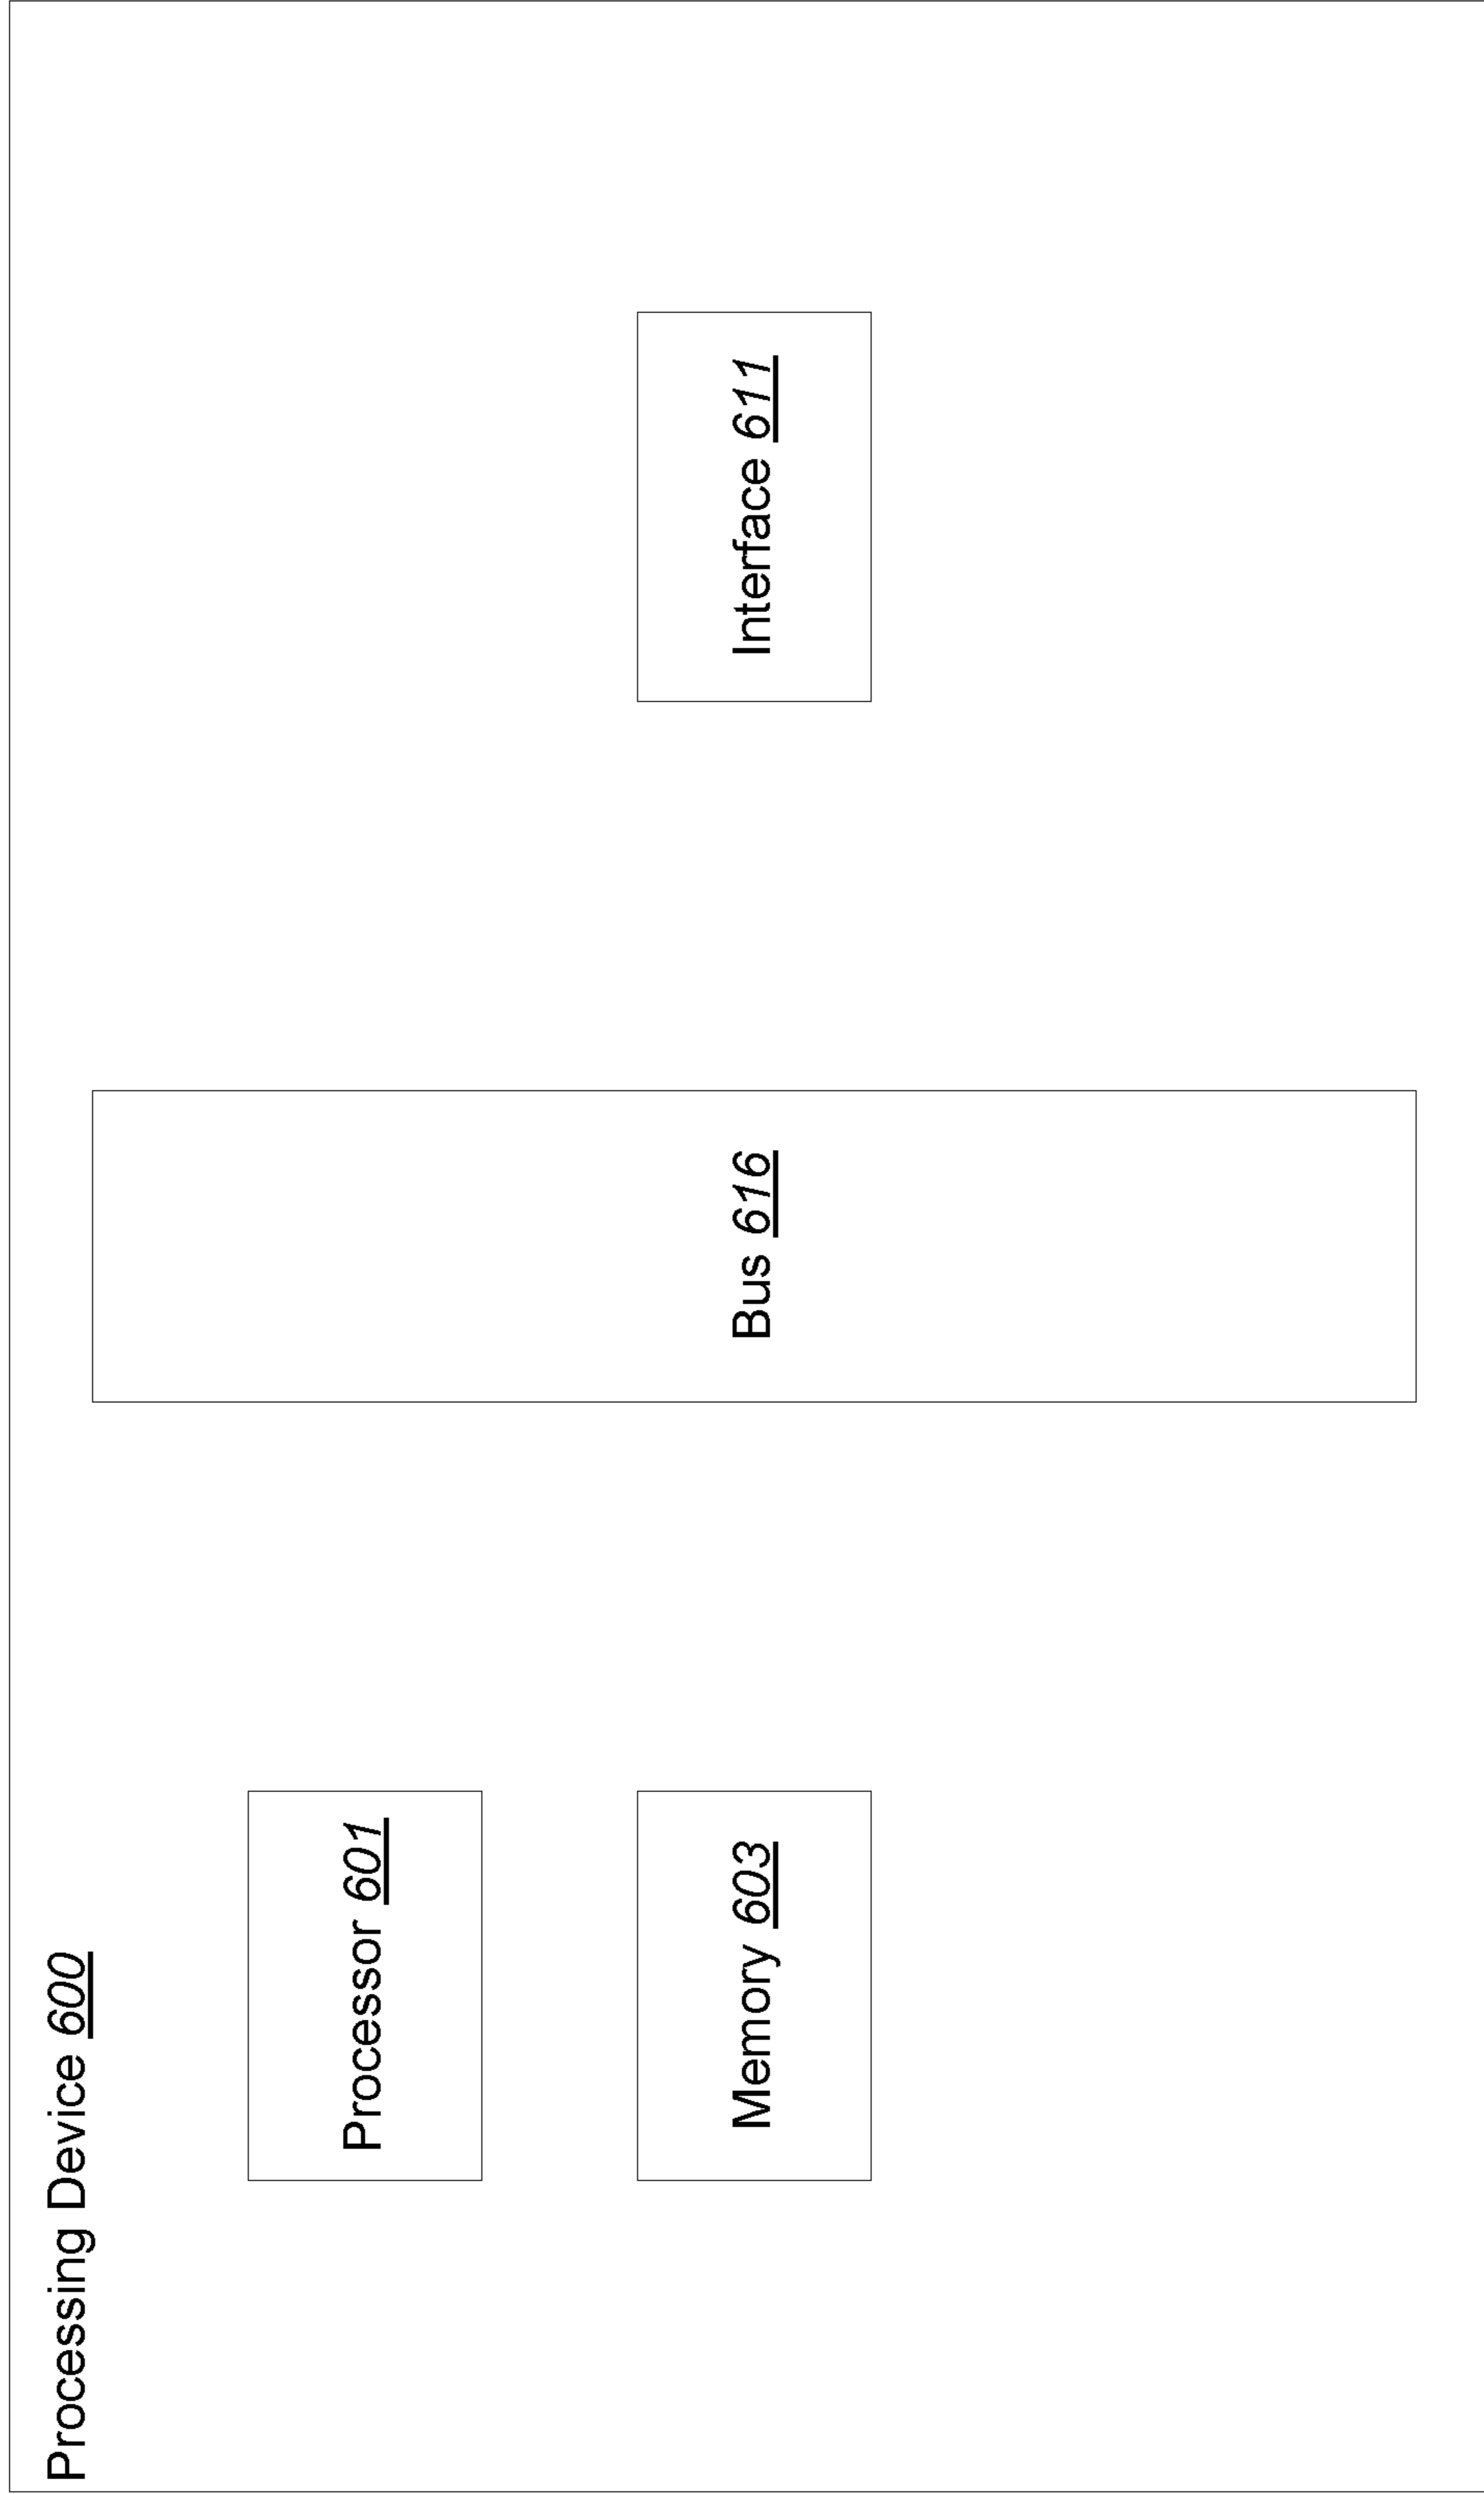 Processing Device 600
Processor 601
Memory 603
Bus 616
Interface 611